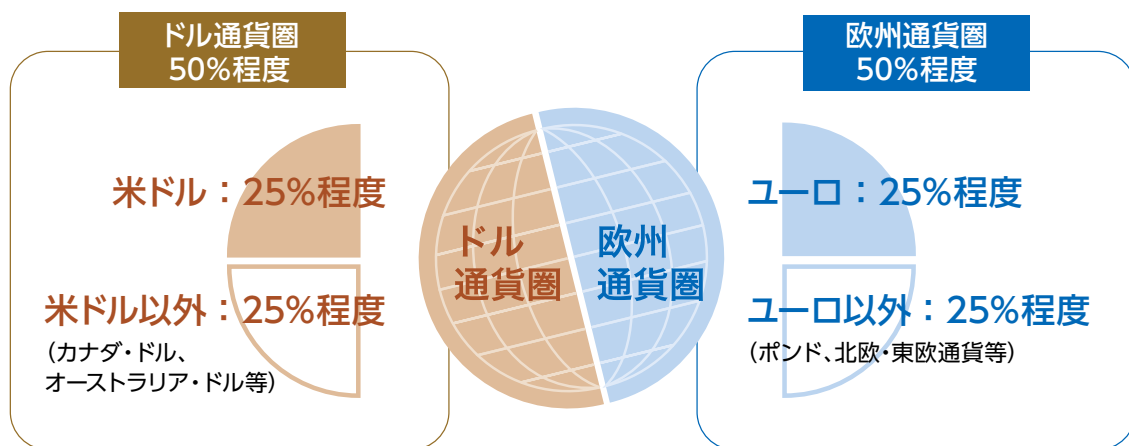 ドル通貨圏
50%程度
米ドル：25%程度
米ドル以外：25%程度
（カナダ・ドル、
オーストラリア・ドル等）
ドル
通貨圏
欧州
通貨圏
欧州通貨圏
50%程度
ユーロ：25%程度
ユーロ以外：25%程度
（ポンド、北欧・東欧通貨等）